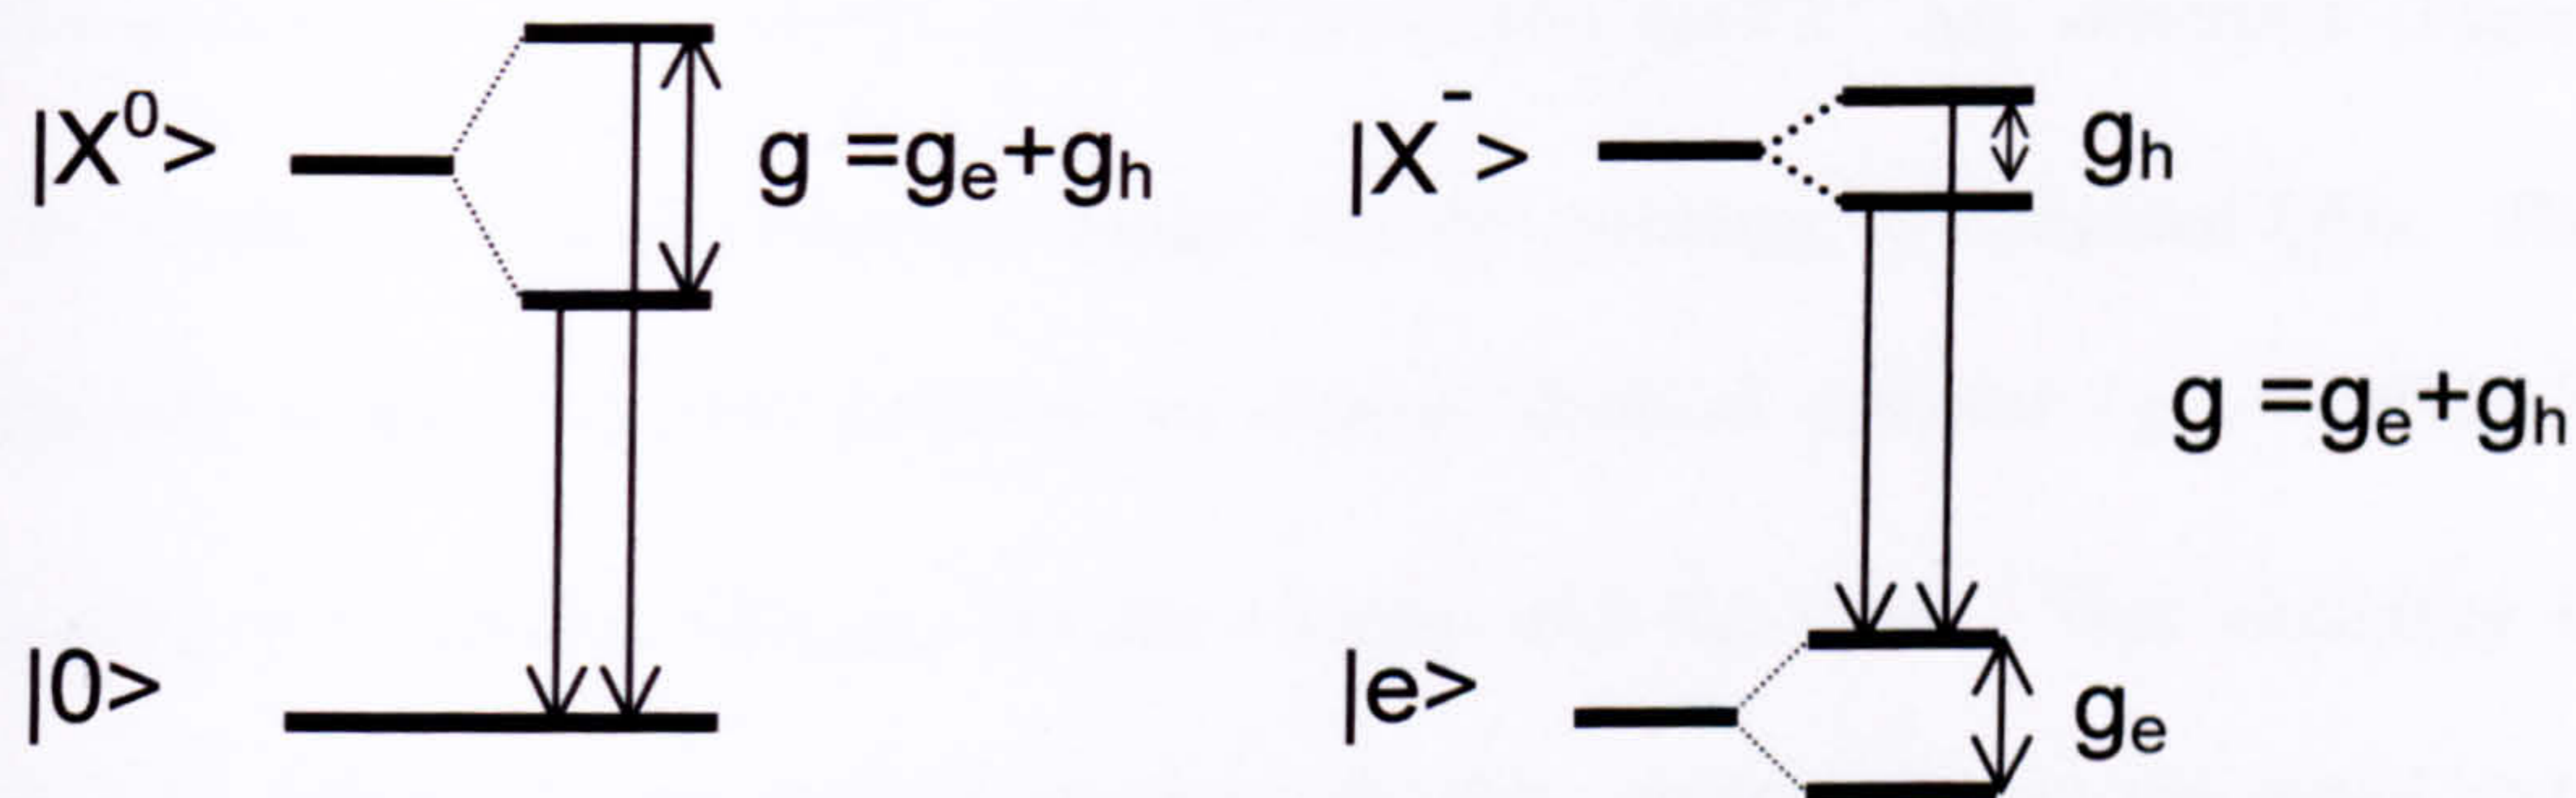 |X⁰>
g =gₑ+gₕ
|0>
|X⁻>
gₕ
g =gₑ+gₕ
|e>
gₑ